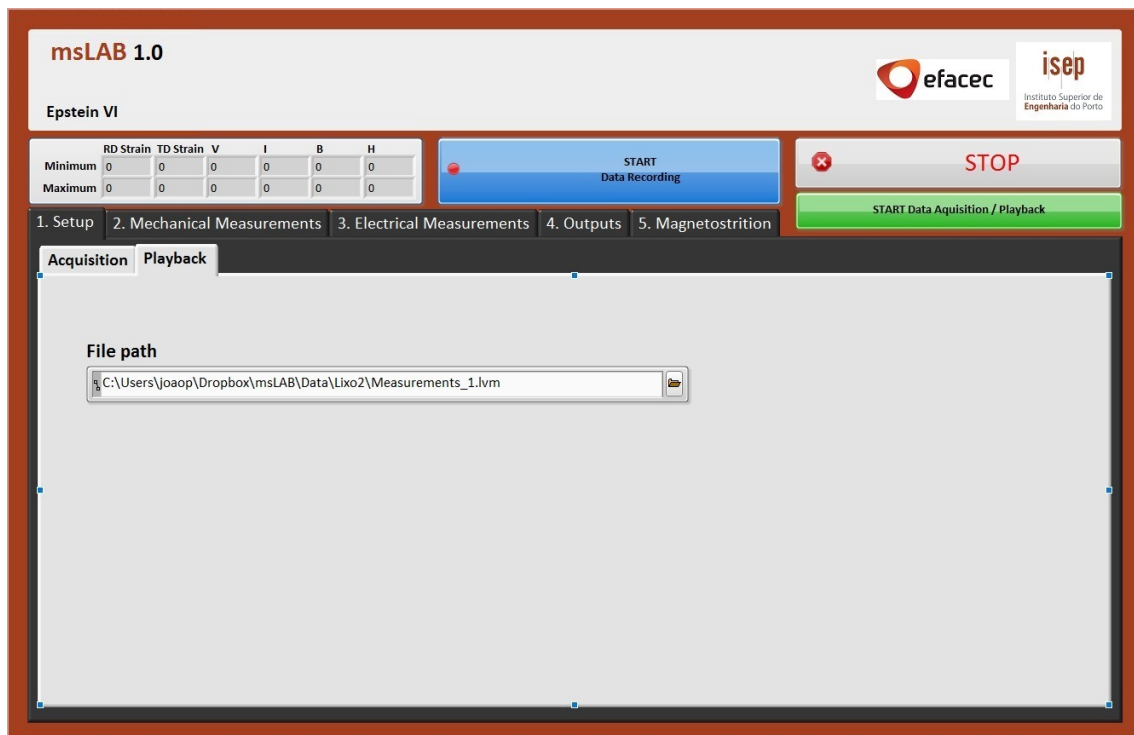 msLAB 1.0
Epstein VI
efacec
isep
Instituto Superior de
Engenharia do Porto
RD Strain TD Strain V I B H
Minimum 0 0 0 0 0 0
Maximum 0 0 0 0 0 0
START
Data Recording
STOP
START Data Aquisition / Playback
1. Setup 2. Mechanical Measurements 3. Electrical Measurements 4. Outputs 5. Magnetostrition
Acquisition Playback
File path
C:\Users\joaop\Dropbox\msLAB\Data\Lixo2\Measurements_1.lvm